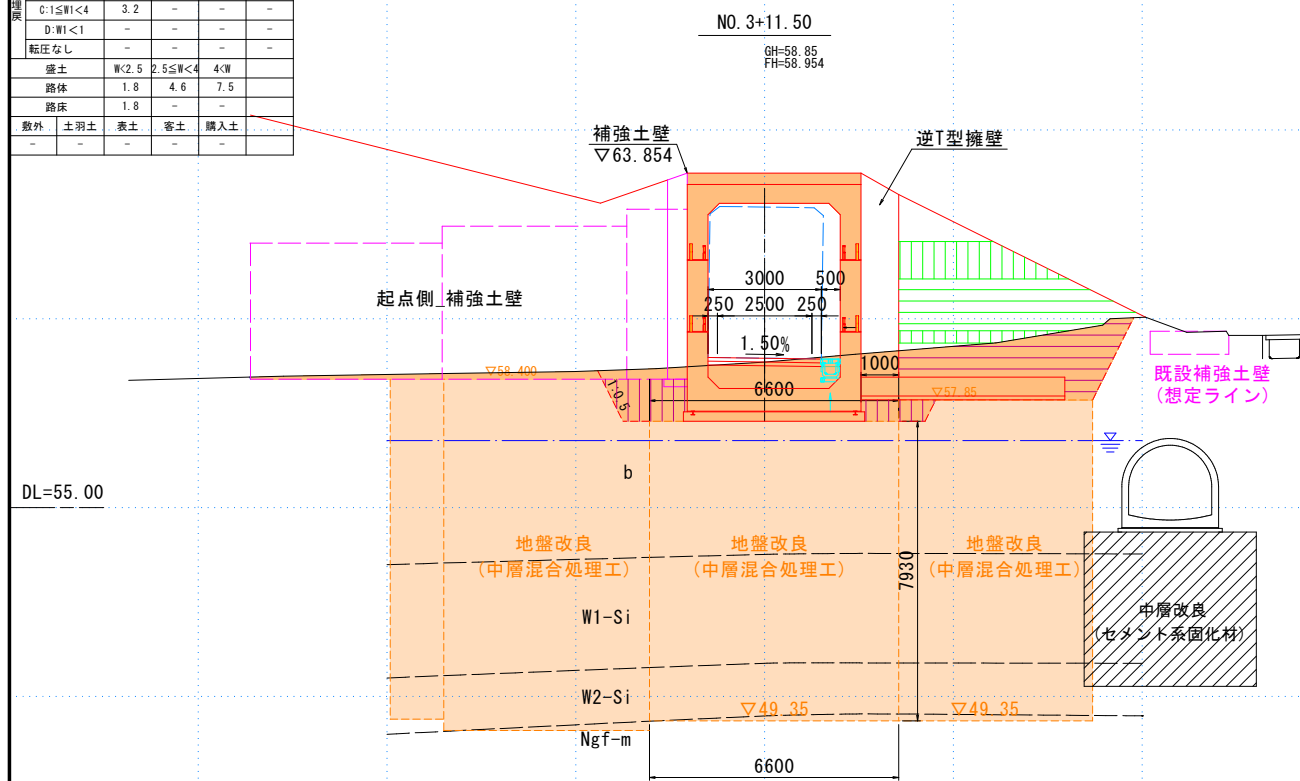 埋戻
C:1≦W1<4 3.2 - - -
D:W1<1 - - - -
転圧なし - - - -
盛土 W<2.5 2.5≦W<4 4<W
路体 1.8 4.6 7.5
路床 1.8 - -
敷外 土羽土 表土 客土 購入土
- - - - -
NO.3+11.50
GH=58.85
FH=58.954
補強土壁
▽63.854
逆T型擁壁
起点側_補強土壁
3000 500
250 2500 250
1.50%
▽58.400
1:0.5
6600
1000
▽57.85
既設補強土壁
(想定ライン)
b
DL=55.00
地盤改良
(中層混合処理工)
地盤改良
(中層混合処理工)
地盤改良
(中層混合処理工)
7930
W1-Si
中層改良
(セメント系固化材)
W2-Si
▽49.35
▽49.35
Ngf-m
6600